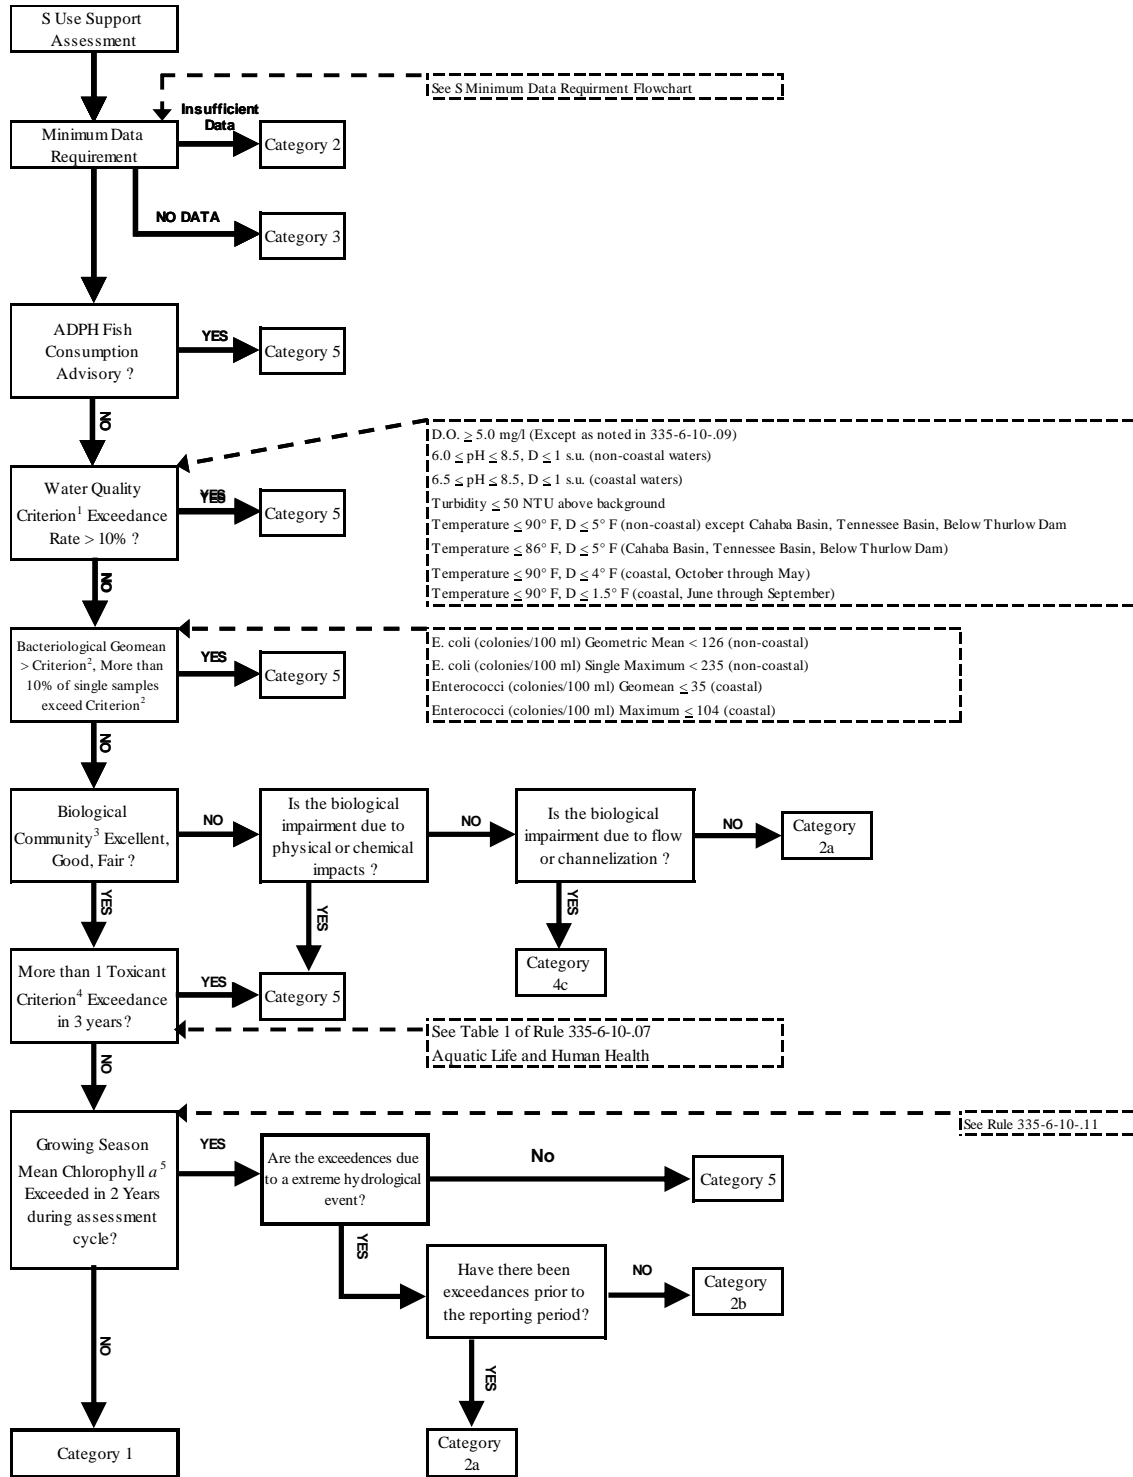 S Use Support
Assessment
See S Minimum Data Requirment Flowchart
Insufficient
Data
Minimum Data
Requirement
Category 2
NO DATA
Category 3
ADPH Fish
Consumption
Advisory ?
YES
Category 5
NO
D.O. ≥ 5.0 mg/l (Except as noted in 335-6-10-.09)
6.0 ≤ pH ≤ 8.5, D ≤ 1 s.u. (non-coastal waters)
6.5 ≤ pH ≤ 8.5, D ≤ 1 s.u. (coastal waters)
Turbidity ≤ 50 NTU above background
Temperature ≤ 90° F, D ≤ 5° F (non-coastal) except Cahaba Basin, Tennessee Basin, Below Thurlow Dam
Temperature ≤ 86° F, D ≤ 5° F (Cahaba Basin, Tennessee Basin, Below Thurlow Dam)
Temperature ≤ 90° F, D ≤ 4° F (coastal, October through May)
Temperature ≤ 90° F, D ≤ 1.5° F (coastal, June through September)
Water Quality
Criterion¹ Exceedance
Rate > 10% ?
YES
Category 5
NO
E. coli (colonies/100 ml) Geometric Mean < 126 (non-coastal)
E. coli (colonies/100 ml) Single Maximum < 235 (non-coastal)
Enterococci (colonies/100 ml) Geomean ≤ 35 (coastal)
Enterococci (colonies/100 ml) Maximum ≤ 104 (coastal)
Bacteriological Geomean
> Criterion², More than
10% of single samples
exceed Criterion²
YES
Category 5
NO
Biological
Community³ Excellent,
Good, Fair ?
NO
Is the biological
impairment due to
physical or chemical
impacts ?
NO
Is the biological
impairment due to flow
or channelization ?
NO
Category
2a
YES
YES
YES
More than 1 Toxicant
Criterion⁴ Exceedance
in 3 years?
YES
Category 5
Category
4c
See Table 1 of Rule 335-6-10-.07
Aquatic Life and Human Health
NO
See Rule 335-6-10-.11
Growing Season
Mean Chlorophyll a⁵
Exceeded in 2 Years
during assessment
cycle?
YES
Are the exceedences due
to a extreme hydrological
event?
No
Category 5
YES
Have there been
exceedances prior to
the reporting period?
NO
Category
2b
NO
YES
Category 1
Category
2a